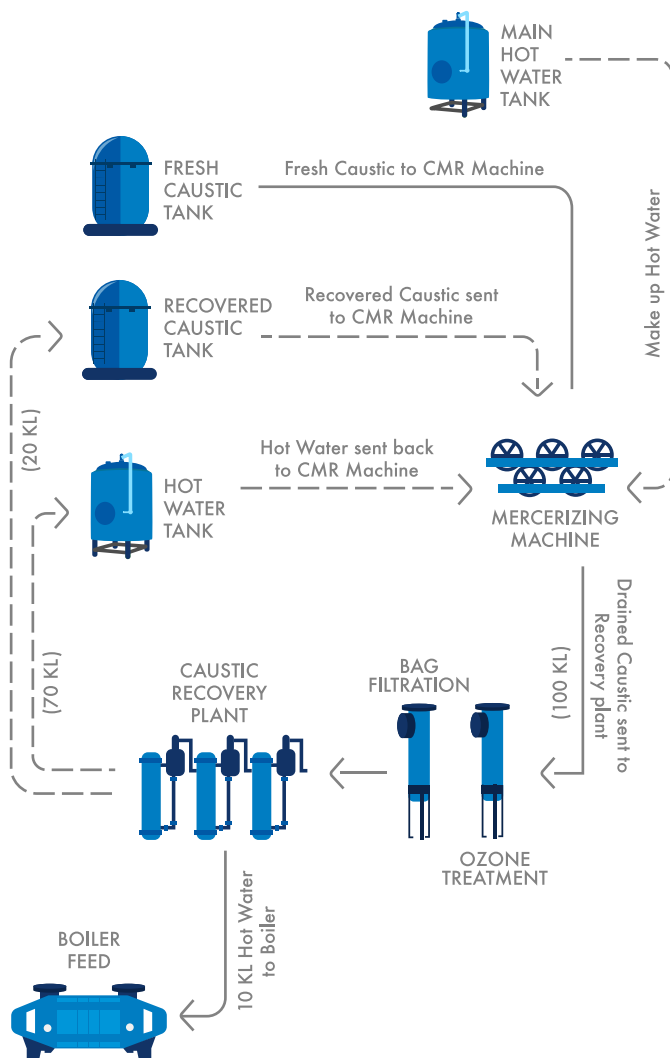 MAIN
HOT
WATER
TANK
FRESH
CAUSTIC
TANK
Fresh Caustic to CMR Machine
Make up Hot Water
RECOVERED
CAUSTIC
TANK
Recovered Caustic sent
to CMR Machine
(20 KL)
HOT
WATER
TANK
Hot Water sent back
to CMR Machine
MERCERIZING
MACHINE
Drained Caustic sent to
Recovery plant
(100 KL)
(70 KL)
CAUSTIC
RECOVERY
PLANT
BAG
FILTRATION
OZONE
TREATMENT
10 KL Hot Water
to Boiler
BOILER
FEED